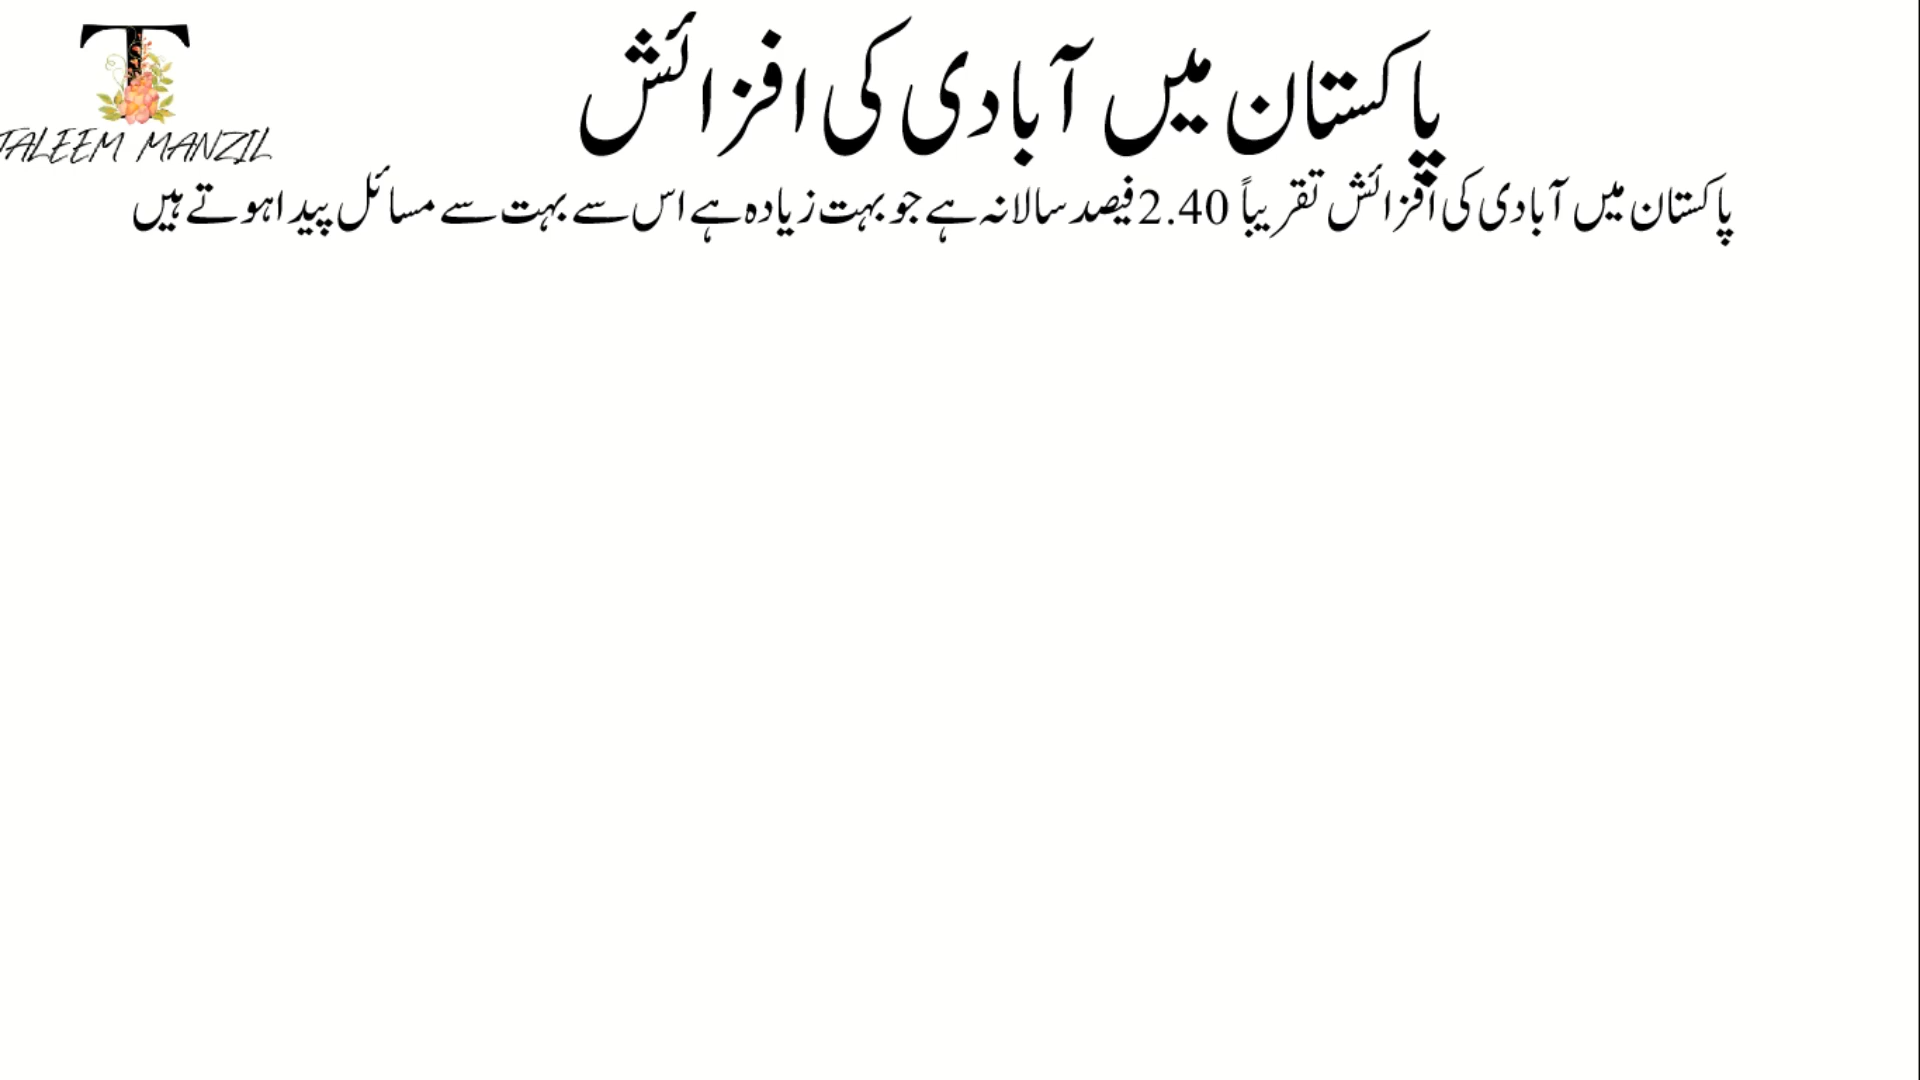 پاکستان میں آبادی کی افزائش
TALEEM MANZIL
پاکستان میں آبادی کی افزائش تقریباً 2.40 فیصد سالانہ ہے جو بہت زیادہ ہے اس سے بہت سے مسائل پیدا ہوتے ہیں